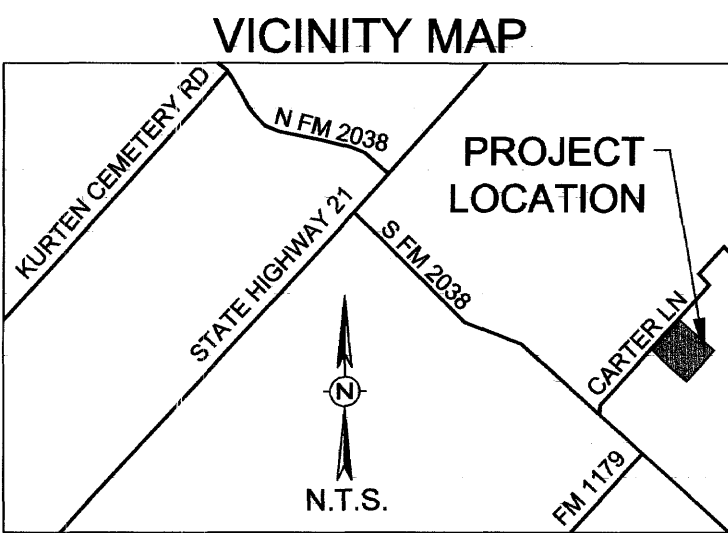 VICINITY MAP
KURTEN CEMETERY RD
N FM 2038
STATE HIGHWAY 21
PROJECT
LOCATION
S FM 2038
CARTER LN
N
N.T.S.
FM 1179